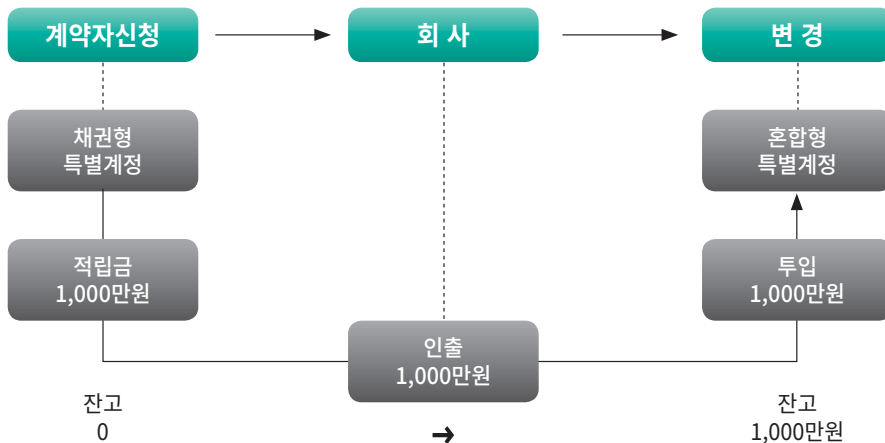 계약자신청
회 사
변 경
채권형
특별계정
혼합형
특별계정
적립금
1,000만원
투입
1,000만원
인출
1,000만원
잔고
0
잔고
1,000만원